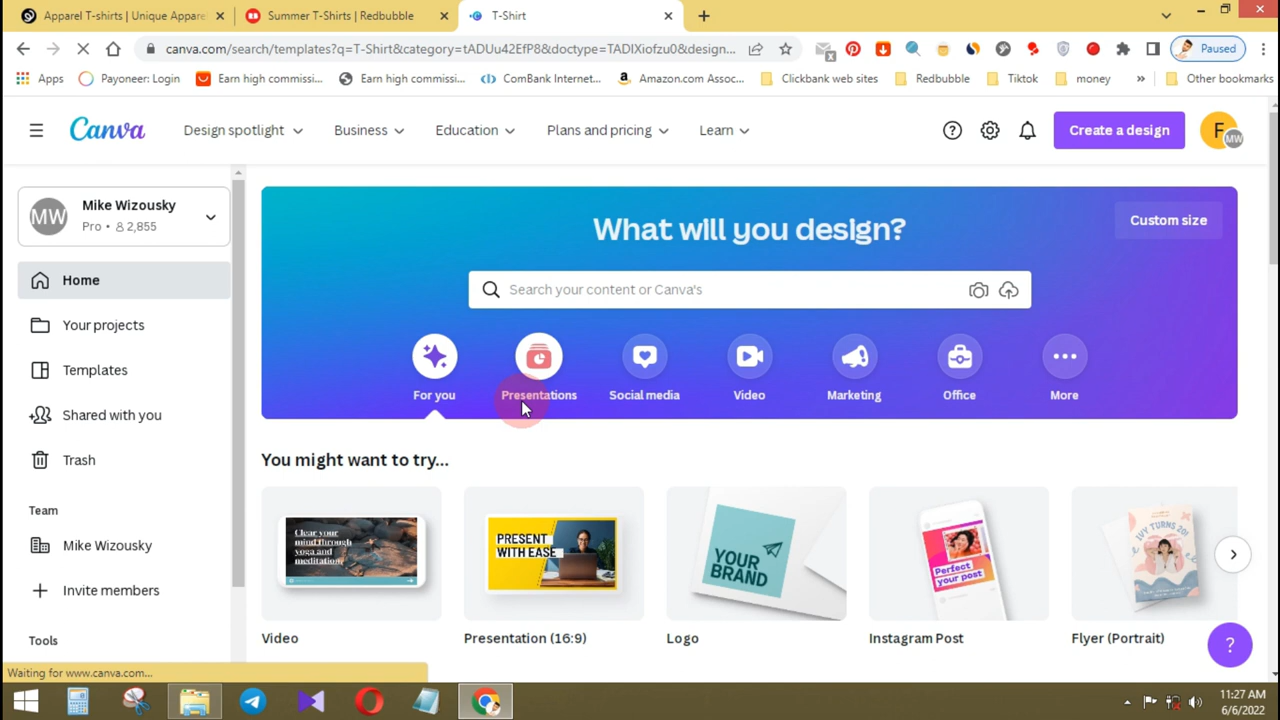 Apparel T-shirts | Unique Appare
Summer T-Shirts | Redbubble
T-Shirt
canva.com/search/templates?q=T-Shirt&category=tADUu42EfP8&doctype=TADIXiofzu0&design...
Paused
Apps
Payoneer: Login
Earn high commissi...
Earn high commissi...
ComBank Internet...
Amazon.com Assoc...
Clickbank web sites
Redbubble
Tiktok
money
»
Other bookmarks
Canva
Design spotlight
Business
Education
Plans and pricing
Learn
Create a design
F
MW
MW
Mike Wizousky
Pro • 2,855
Home
Your projects
Templates
Shared with you
Trash
Team
Mike Wizousky
Invite members
Tools
What will you design?
Custom size
Search your content or Canva's
For you
Presentations
Social media
Video
Marketing
Office
More
You might want to try...
Clear your
mind through
yoga and
meditation
PRESENT
WITH EASE
YOUR
BRAND
Perfect
your post
IVY TURNS 20!
Video
Presentation (16:9)
Logo
Instagram Post
Flyer (Portrait)
?
Waiting for www.canva.com...
11:27 AM
6/6/2022